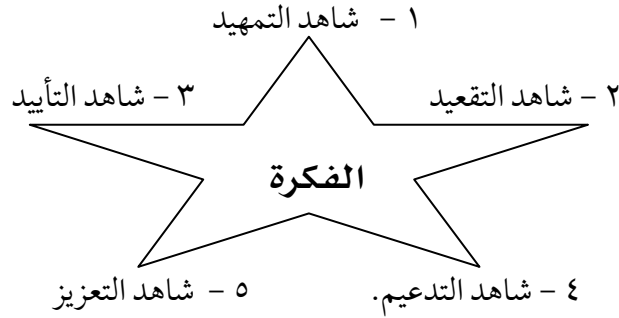 ١ – شاهد التمهيد
٢ – شاهد التقعيد
٣ – شاهد التأييد
الفكرة
٤ – شاهد التدعيم.
٥ – شاهد التعزيز